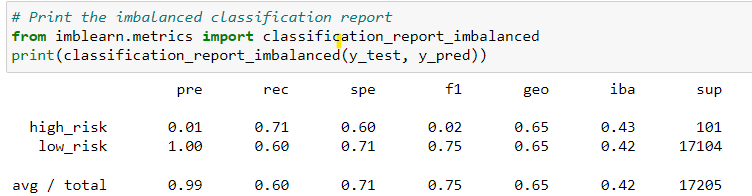 # Print the imbalanced classification report
from imblearn.metrics import classification_report_imbalanced
print(classification_report_imbalanced(y_test, y_pred))
pre rec spe f1 geo iba sup
high_risk 0.01 0.71 0.60 0.02 0.65 0.43 101
low_risk 1.00 0.60 0.71 0.75 0.65 0.42 17104
avg / total 0.99 0.60 0.71 0.75 0.65 0.42 17205